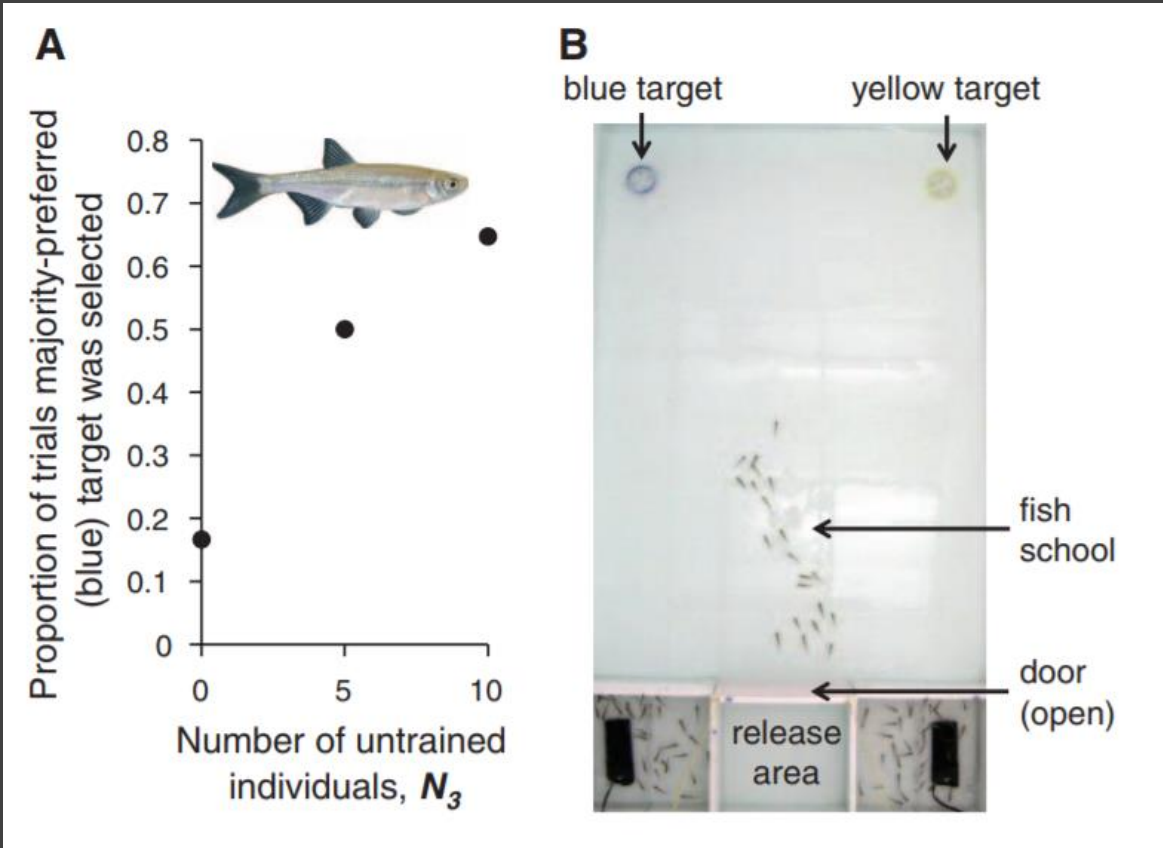 A
Proportion of trials majority-preferred
(blue) target was selected
0.8
0.7
0.6
0.5
0.4
0.3
0.2
0.1
0
0 5 10
Number of untrained
individuals, N3
B
blue target
yellow target
fish
school
door
(open)
release
area